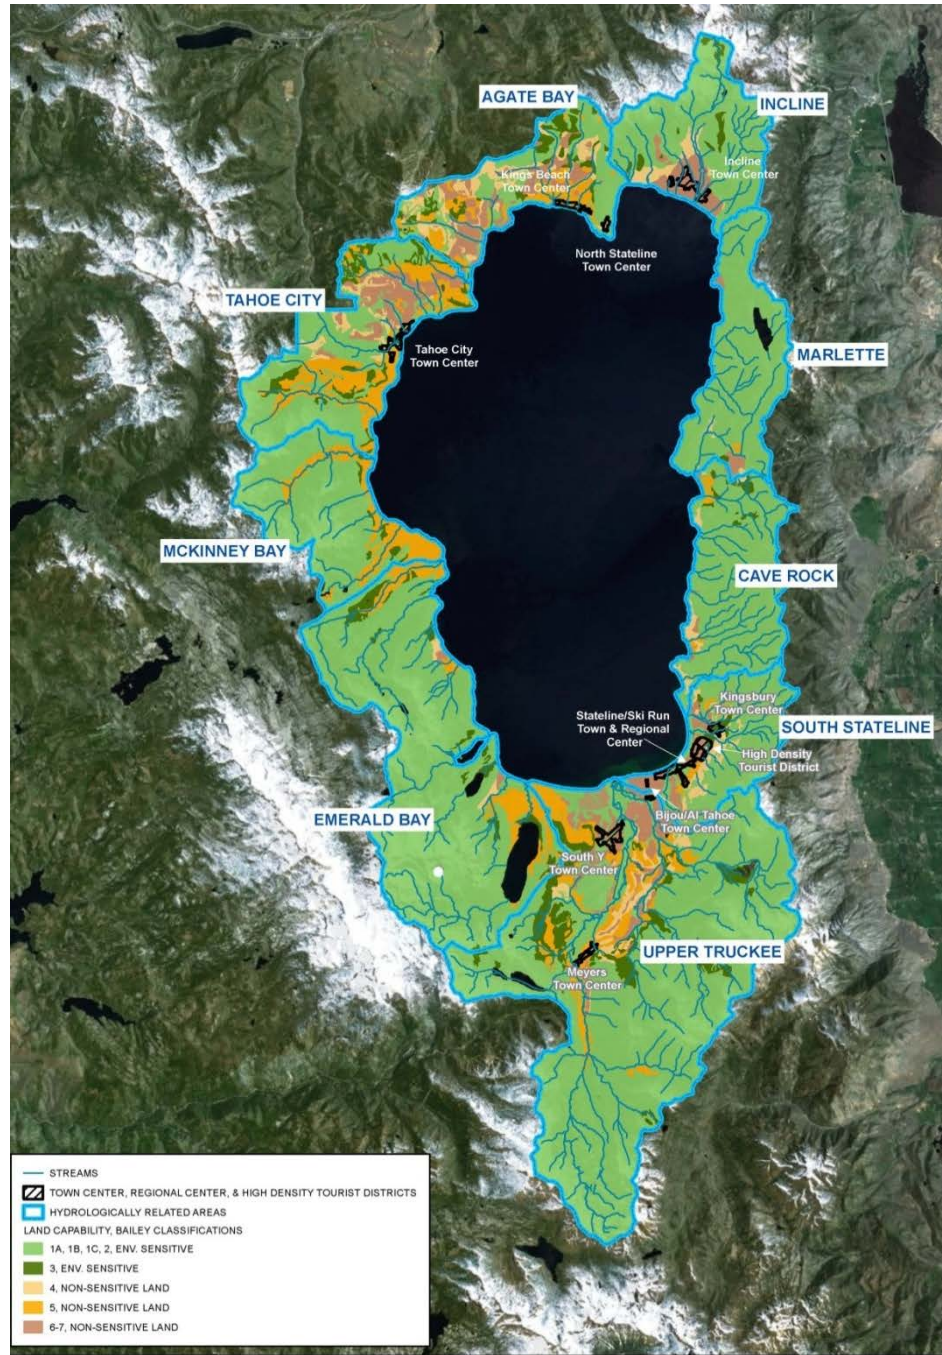 AGATE BAY
INCLINE
Incline
Town Center
Kings Beach
Town Center
North Stateline
Town Center
TAHOE CITY
Tahoe City
Town Center
MARLETTE
MCKINNEY BAY
CAVE ROCK
Kingsbury
Town Center
Stateline/Ski Run
Town & Regional
Center
SOUTH STATELINE
High Density
Tourist District
EMERALD BAY
Bijou/Al Tahoe
Town Center
South Y
Town Center
UPPER TRUCKEE
Meyers
Town Center
STREAMS
TOWN CENTER, REGIONAL CENTER, & HIGH DENSITY TOURIST DISTRICTS
HYDROLOGICALLY RELATED AREAS
LAND CAPABILITY, BAILEY CLASSIFICATIONS
1A, 1B, 1C, 2, ENV. SENSITIVE
3, ENV. SENSITIVE
4, NON-SENSITIVE LAND
5, NON-SENSITIVE LAND
6-7, NON-SENSITIVE LAND